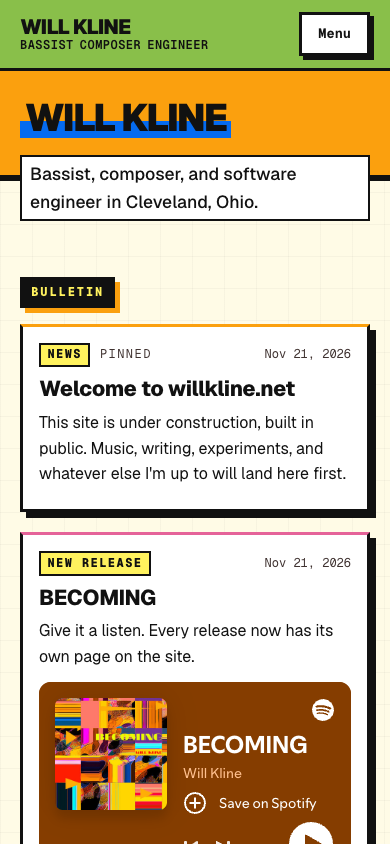 WILL KLINE
BASSIST COMPOSER ENGINEER
Menu
WILL KLINE
Bassist, composer, and software
engineer in Cleveland, Ohio.
BULLETIN
NEWS PINNED Nov 21, 2026
Welcome to willkline.net
This site is under construction, built in
public. Music, writing, experiments, and
whatever else I'm up to will land here first.
NEW RELEASE Nov 21, 2026
BECOMING
Give it a listen. Every release now has its
own page on the site.
BECOMING
BECOMING
Will Kline
Save on Spotify